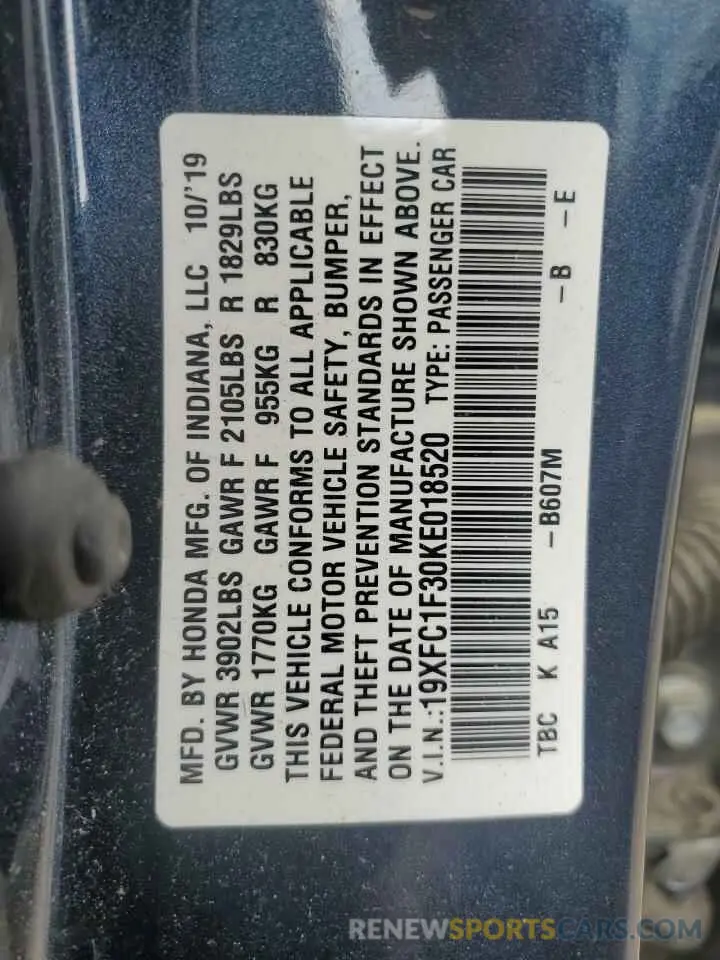 MFD. BY HONDA MFG. OF INDIANA, LLC 10/'19
GVWR 3902LBS GAWR F 2105LBS R 1829LBS
GVWR 1770KG GAWR F 955KG R 830KG
THIS VEHICLE CONFORMS TO ALL APPLICABLE
FEDERAL MOTOR VEHICLE SAFETY, BUMPER,
AND THEFT PREVENTION STANDARDS IN EFFECT
ON THE DATE OF MANUFACTURE SHOWN ABOVE.
V.I.N.:19XFC1F30KE018520 TYPE: PASSENGER CAR
TBC K A15 -B607M -B -E
RENEWSPORTSCARS.COM